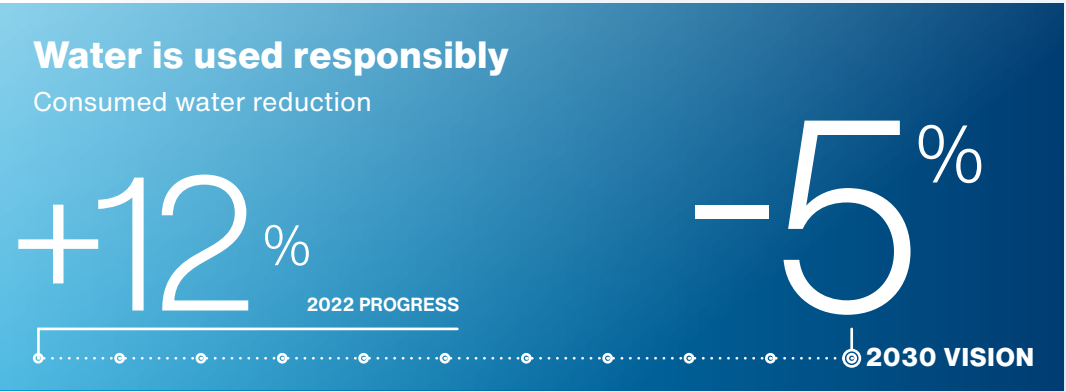 Water is used responsibly
Consumed water reduction
+12%
-5%
2022 PROGRESS
2030 VISION